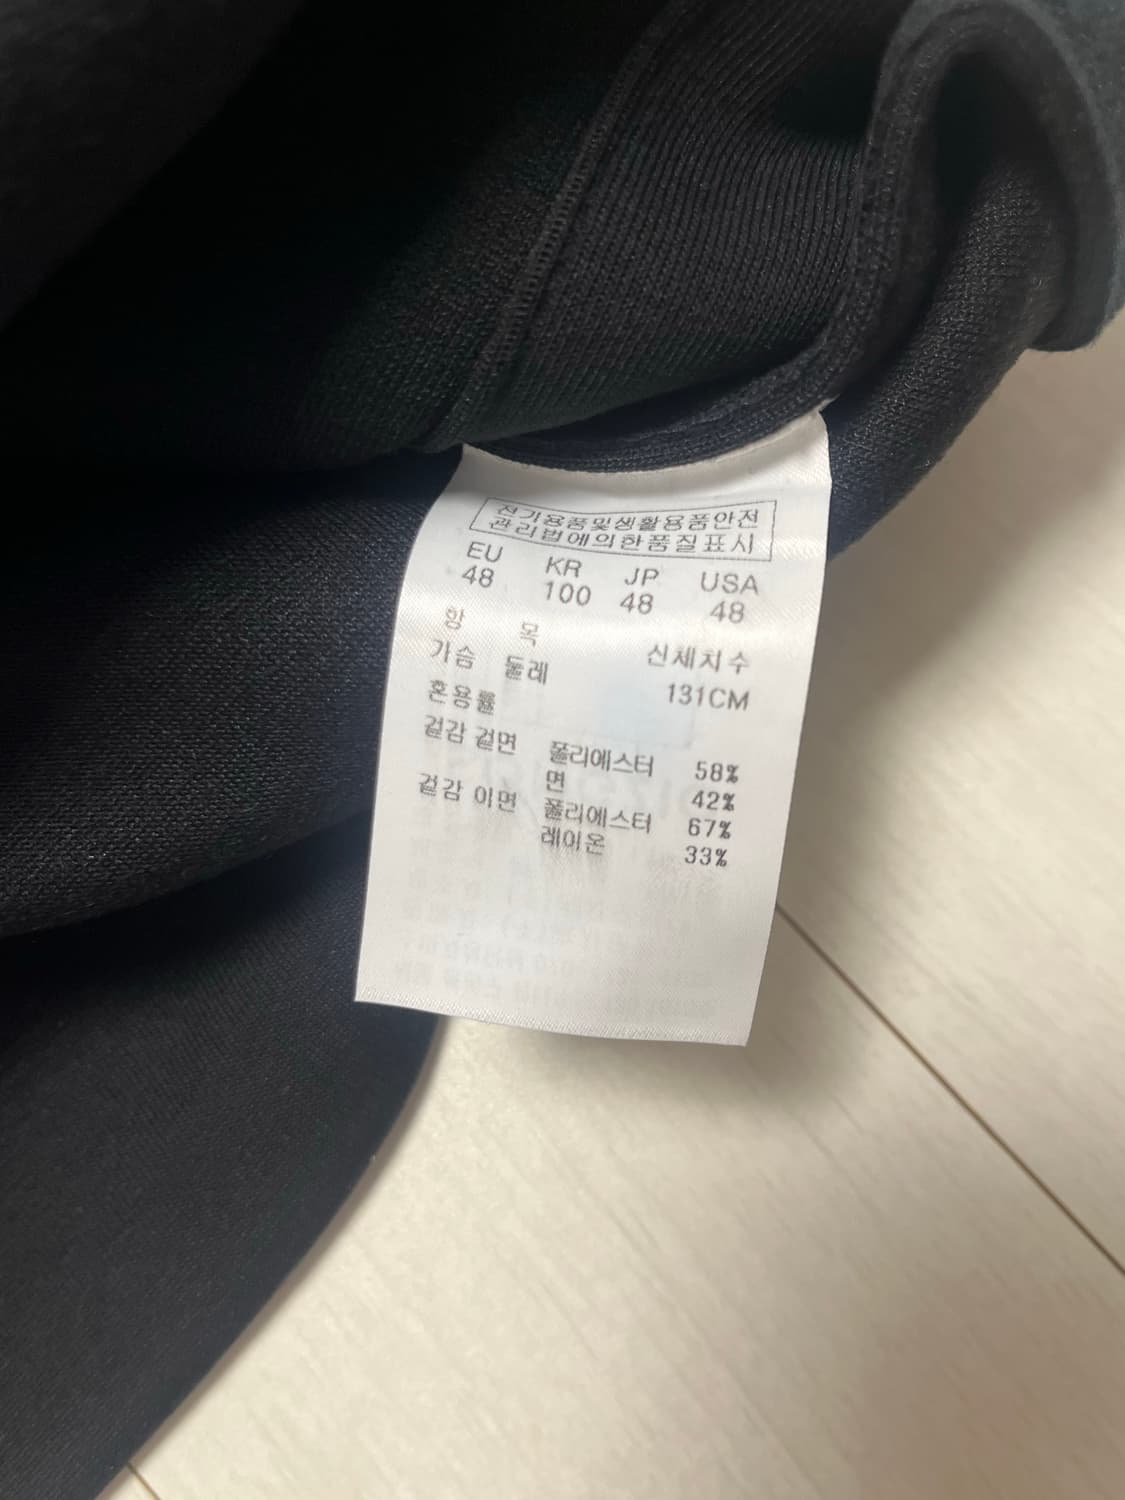 전기용품및생활용품안전
관리법에의한품질표시
EU KR JP USA
48 100 48 48
항 목 신체치수
가슴 둘레 131CM
혼용률
겉감 겉면 폴리에스터 58%
면 42%
겉감 이면 폴리에스터 67%
레이온 33%